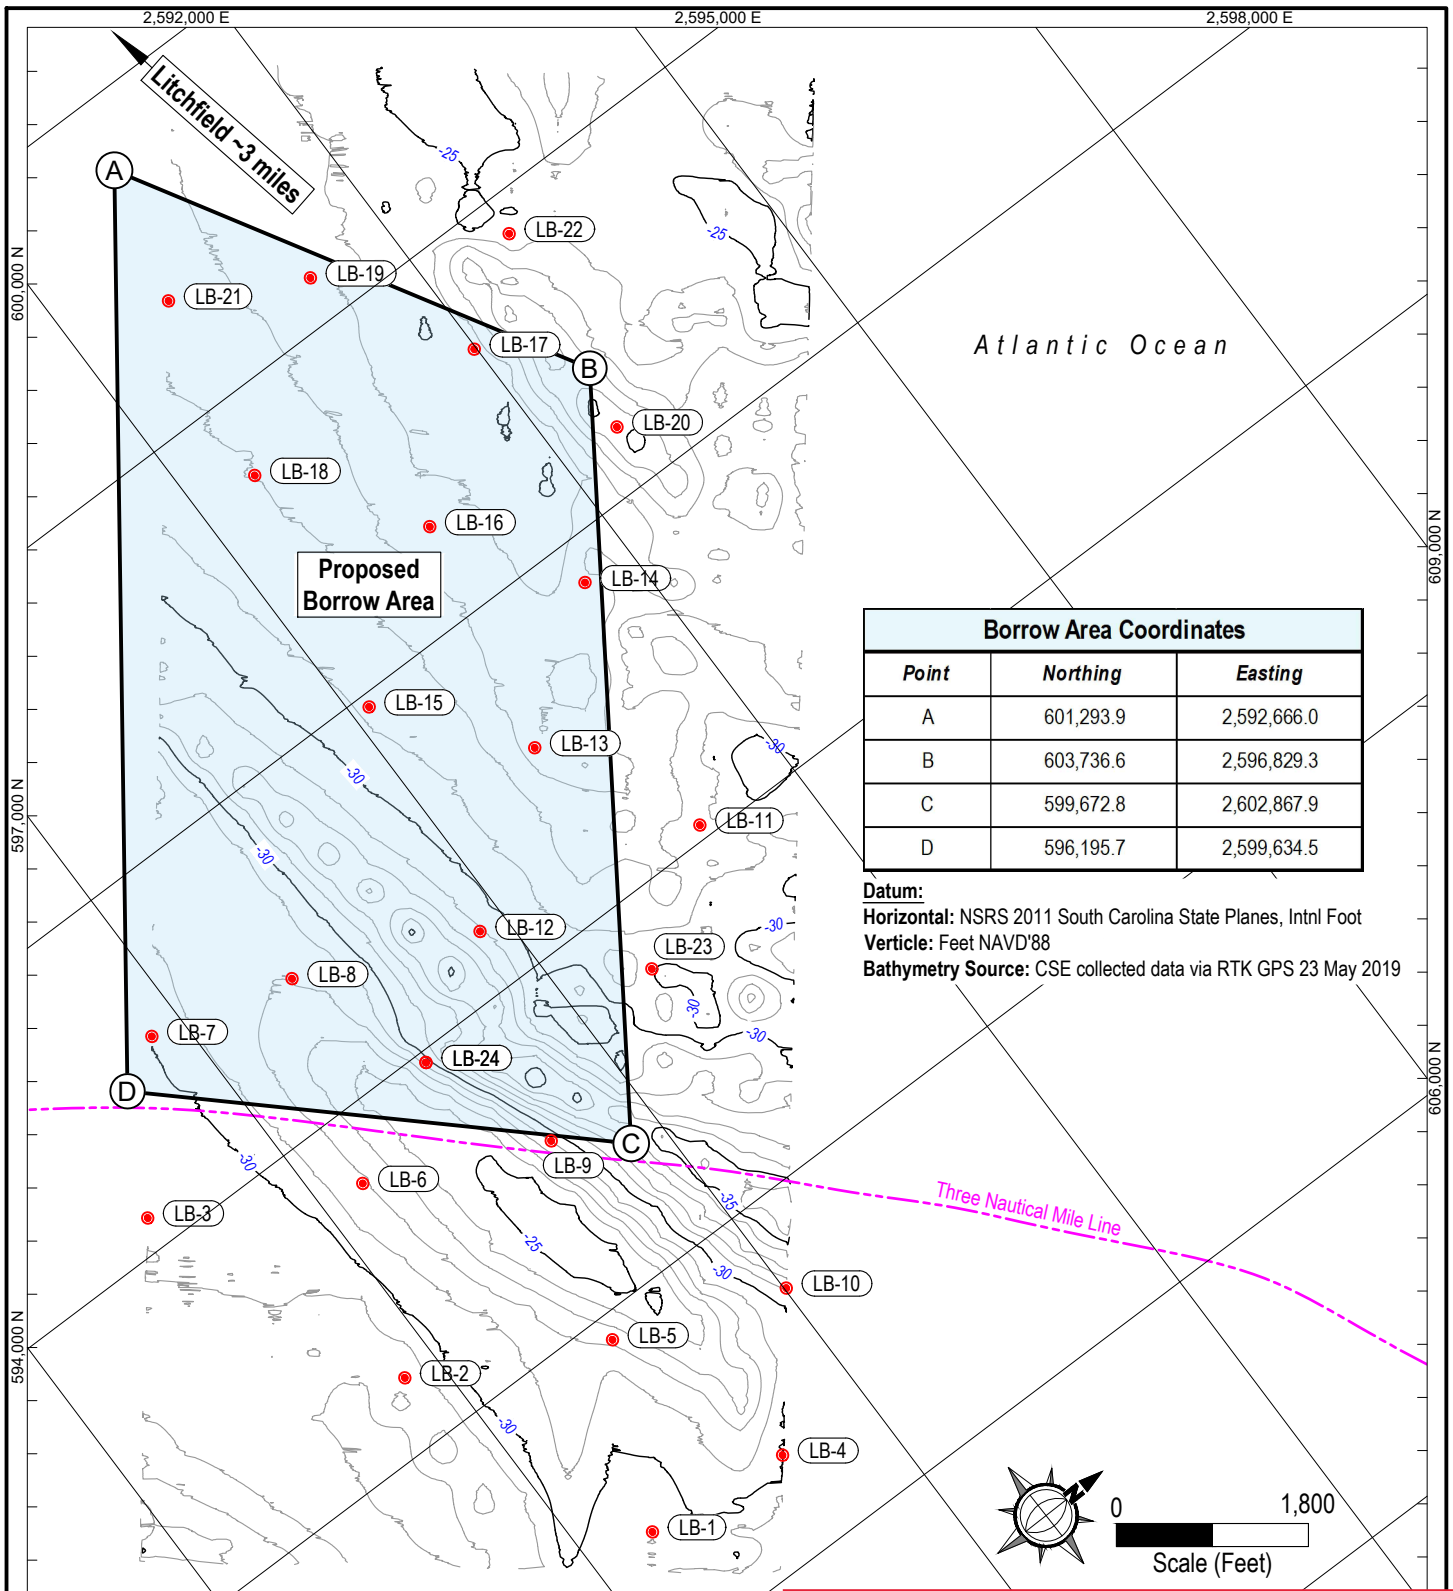 2,592,000 E
2,595,000 E
2,598,000 E
Litchfield ~3 miles
-25
A
LB-22
-25
LB-19
LB-21
600,000 N
LB-17
Atlantic Ocean
B
LB-20
LB-18
LB-16
609,000 N
Proposed
Borrow Area
LB-14
Borrow Area Coordinates
Point Northing Easting
A 601,293.9 2,592,666.0
B 603,736.6 2,596,829.3
C 599,672.8 2,602,867.9
D 596,195.7 2,599,634.5
LB-15
LB-13
-30
-30
LB-11
597,000 N
-30
Datum:
Horizontal: NSRS 2011 South Carolina State Planes, Intnl Foot
Verticle: Feet NAVD'88
Bathymetry Source: CSE collected data via RTK GPS 23 May 2019
LB-12
-30
LB-23
LB-8
-30
LB-7
-30
LB-24
606,000 N
D
C
LB-9
-30
LB-6
-35
Three Nautical Mile Line
LB-3
-25
-30
LB-10
LB-5
594,000 N
LB-2
-30
LB-4
N
0 1,800
Scale (Feet)
LB-1